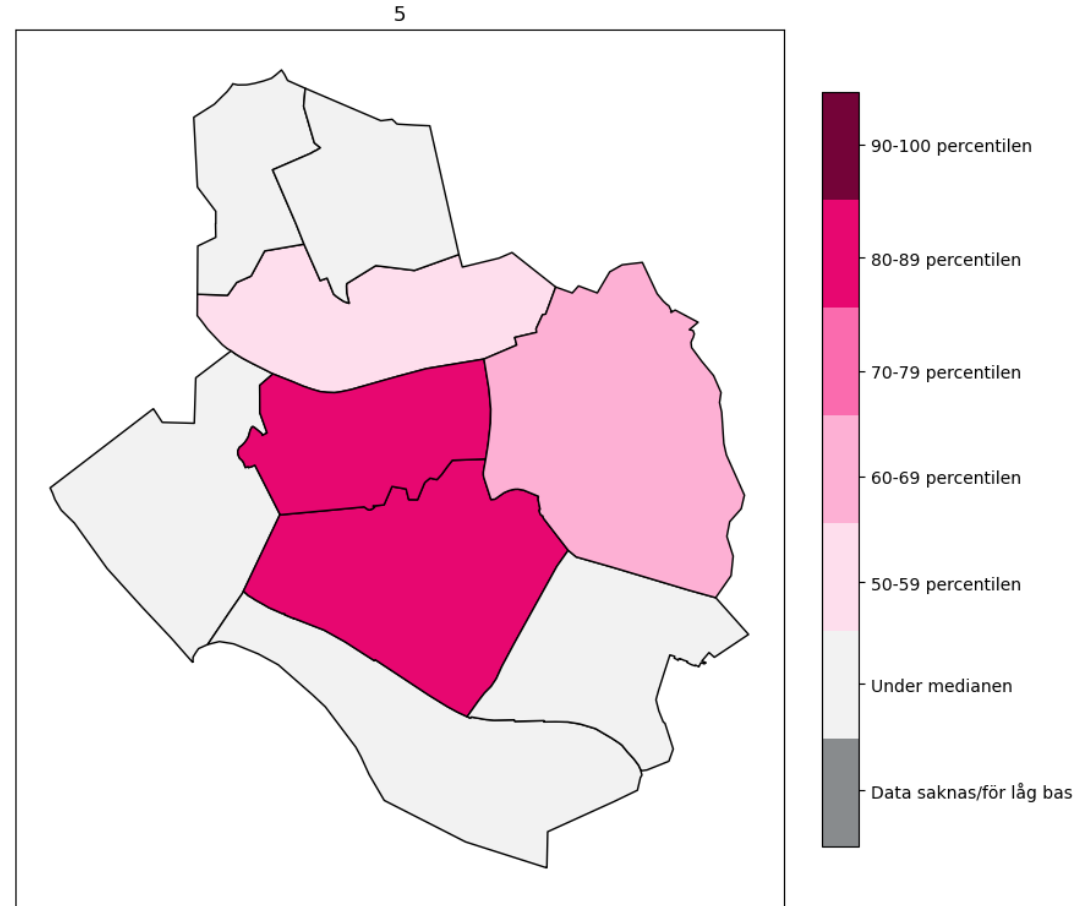 5
90-100 percentilen
80-89 percentilen
70-79 percentilen
60-69 percentilen
50-59 percentilen
Under medianen
Data saknas/för låg bas